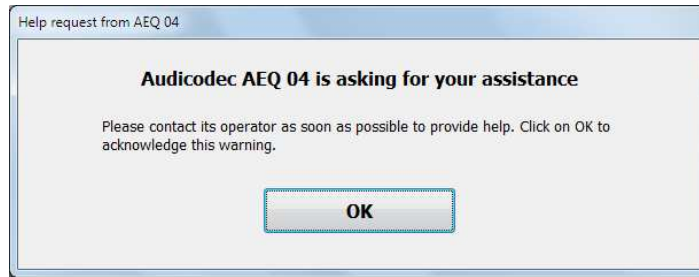 Help request from AEQ 04
Audicodec AEQ 04 is asking for your assistance
Please contact its operator as soon as possible to provide help. Click on OK to
acknowledge this warning.
OK